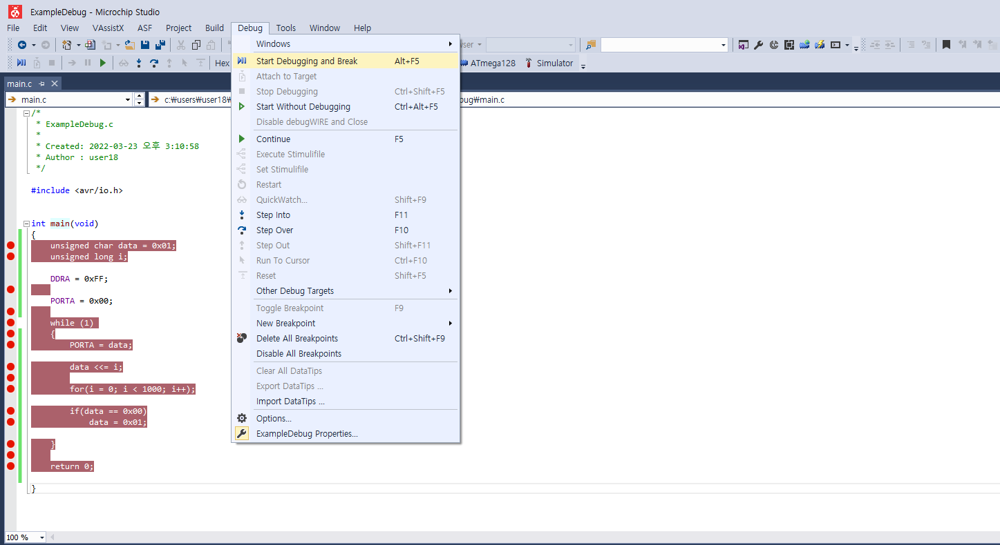 ExampleDebug - Microchip Studio
File Edit View VAssistX ASF Project Build Debug Tools Window Help
Hex ATmega128 Simulator
main.c
main.c c:₩users₩user18₩ bug₩main.c
Windows
Start Debugging and Break Alt+F5
Attach to Target
Stop Debugging Ctrl+Shift+F5
Start Without Debugging Ctrl+Alt+F5
Disable debugWIRE and Close
Continue F5
Execute Stimulifile
Set Stimulifile
Restart
QuickWatch... Shift+F9
Step Into F11
Step Over F10
Step Out Shift+F11
Run To Cursor Ctrl+F10
Reset Shift+F5
Other Debug Targets
Toggle Breakpoint F9
New Breakpoint
Delete All Breakpoints Ctrl+Shift+F9
Disable All Breakpoints
Clear All DataTips
Export DataTips ...
Import DataTips ...
Options...
ExampleDebug Properties...
/*
* ExampleDebug.c
*
* Created: 2022-03-23 오후 3:10:58
* Author : user18
*/
#include <avr/io.h>
int main(void)
{
unsigned char data = 0x01;
unsigned long i;
DDRA = 0xFF;
PORTA = 0x00;
while (1)
{
PORTA = data;
data <<= i;
for(i = 0; i < 1000; i++);
if(data == 0x00)
data = 0x01;
}
return 0;
}
100 %